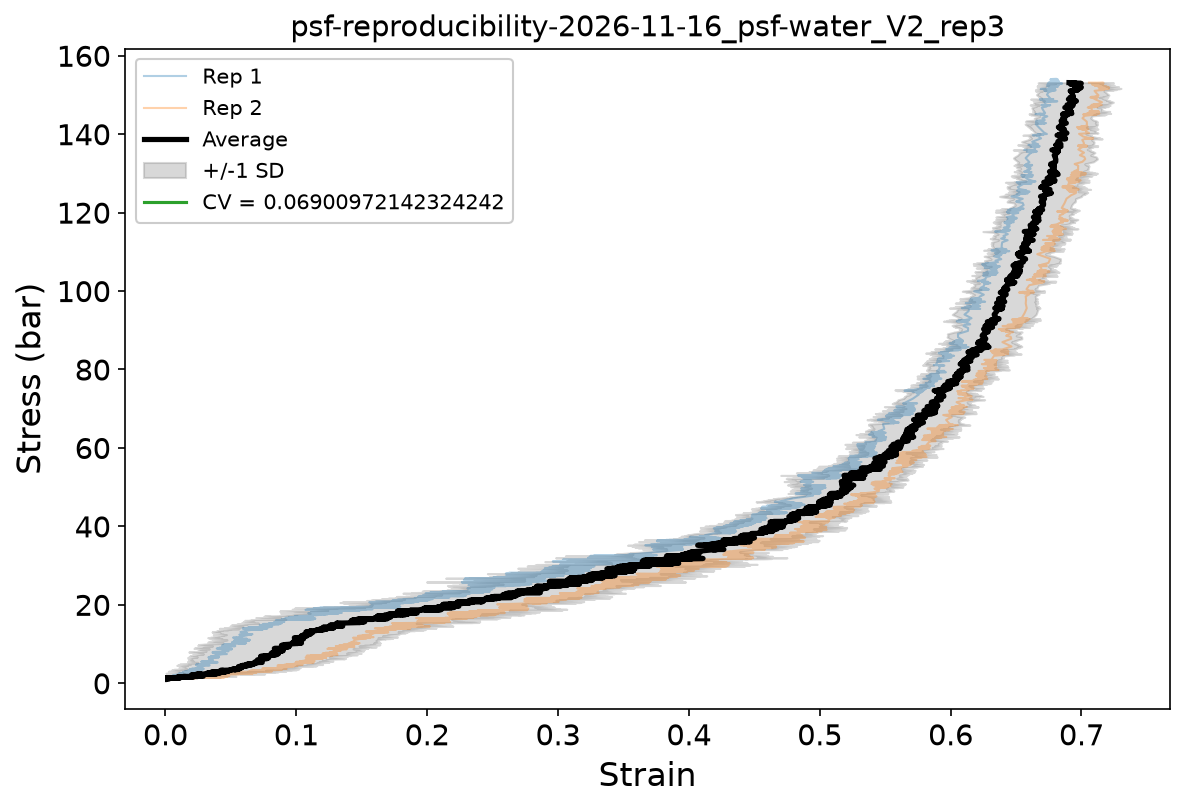 psf-reproducibility-2026-11-16_psf-water_V2_rep3
Rep 1
Rep 2
Average
+/-1 SD
CV = 0.06900972142324242
160
140
120
100
80
60
40
20
0
Stress (bar)
0.0 0.1 0.2 0.3 0.4 0.5 0.6 0.7
Strain